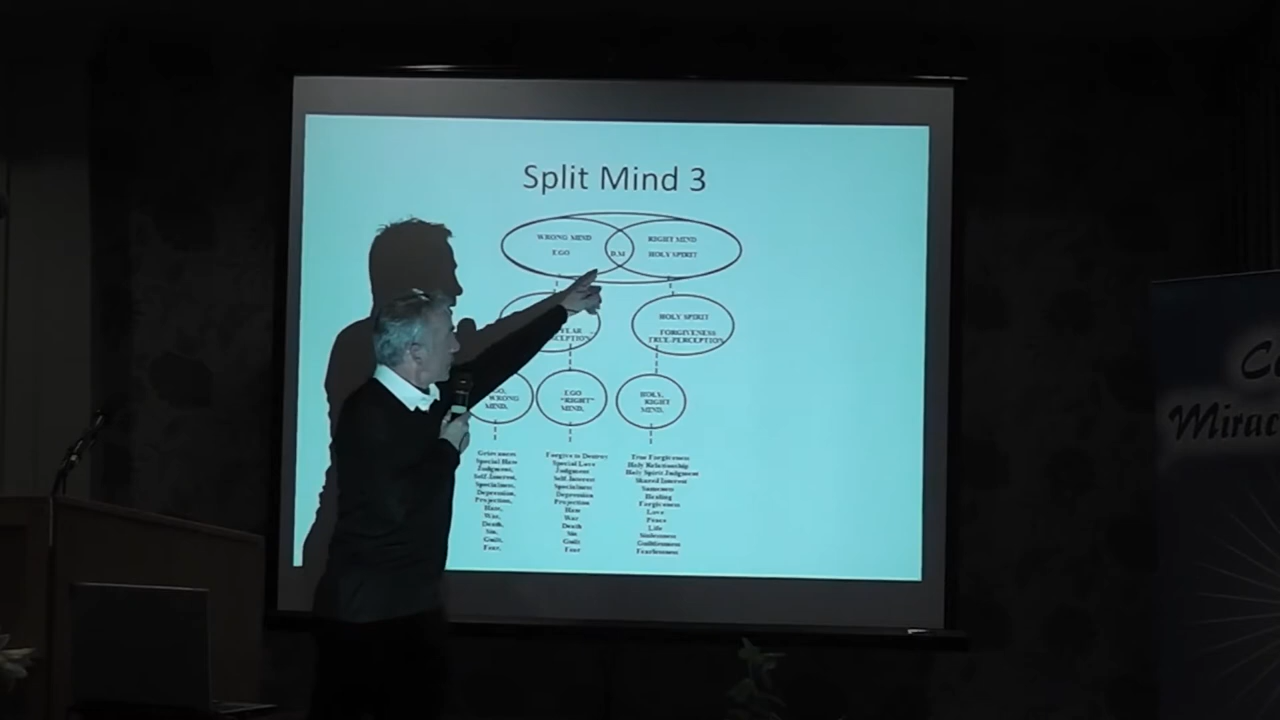 Split Mind 3
WRONG MIND
EGO
D.M
RIGHT MIND
HOLY SPIRIT
HOLY SPIRIT
FORGIVENESS
TRUE-PERCEPTION
WRONG
MIND,
EGO
"RIGHT"
MIND,
HOLY,
RIGHT
MIND,
Grievances
Special Hate
Judgment,
Self-Interest,
Specialness,
Depression,
Projection,
Hate,
War,
Death,
Sin,
Guilt,
Fear,
Forgive to Destroy
Special Love
Judgment
Self-Interest
Specialness
Depression
Projection
Hate
War
Death
Sin
Guilt
Fear
True Forgiveness
Holy Relationship
Holy Spirit Judgment
Shared Interest
Sameness
Healing
Forgiveness
Love
Peace
Life
Sinlessness
Guiltlessness
Fearlessness